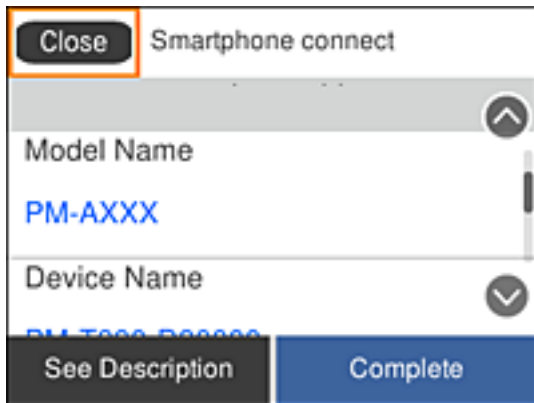 Close
Smartphone connect
Model Name
PM-AXXX
Device Name
See Description
Complete